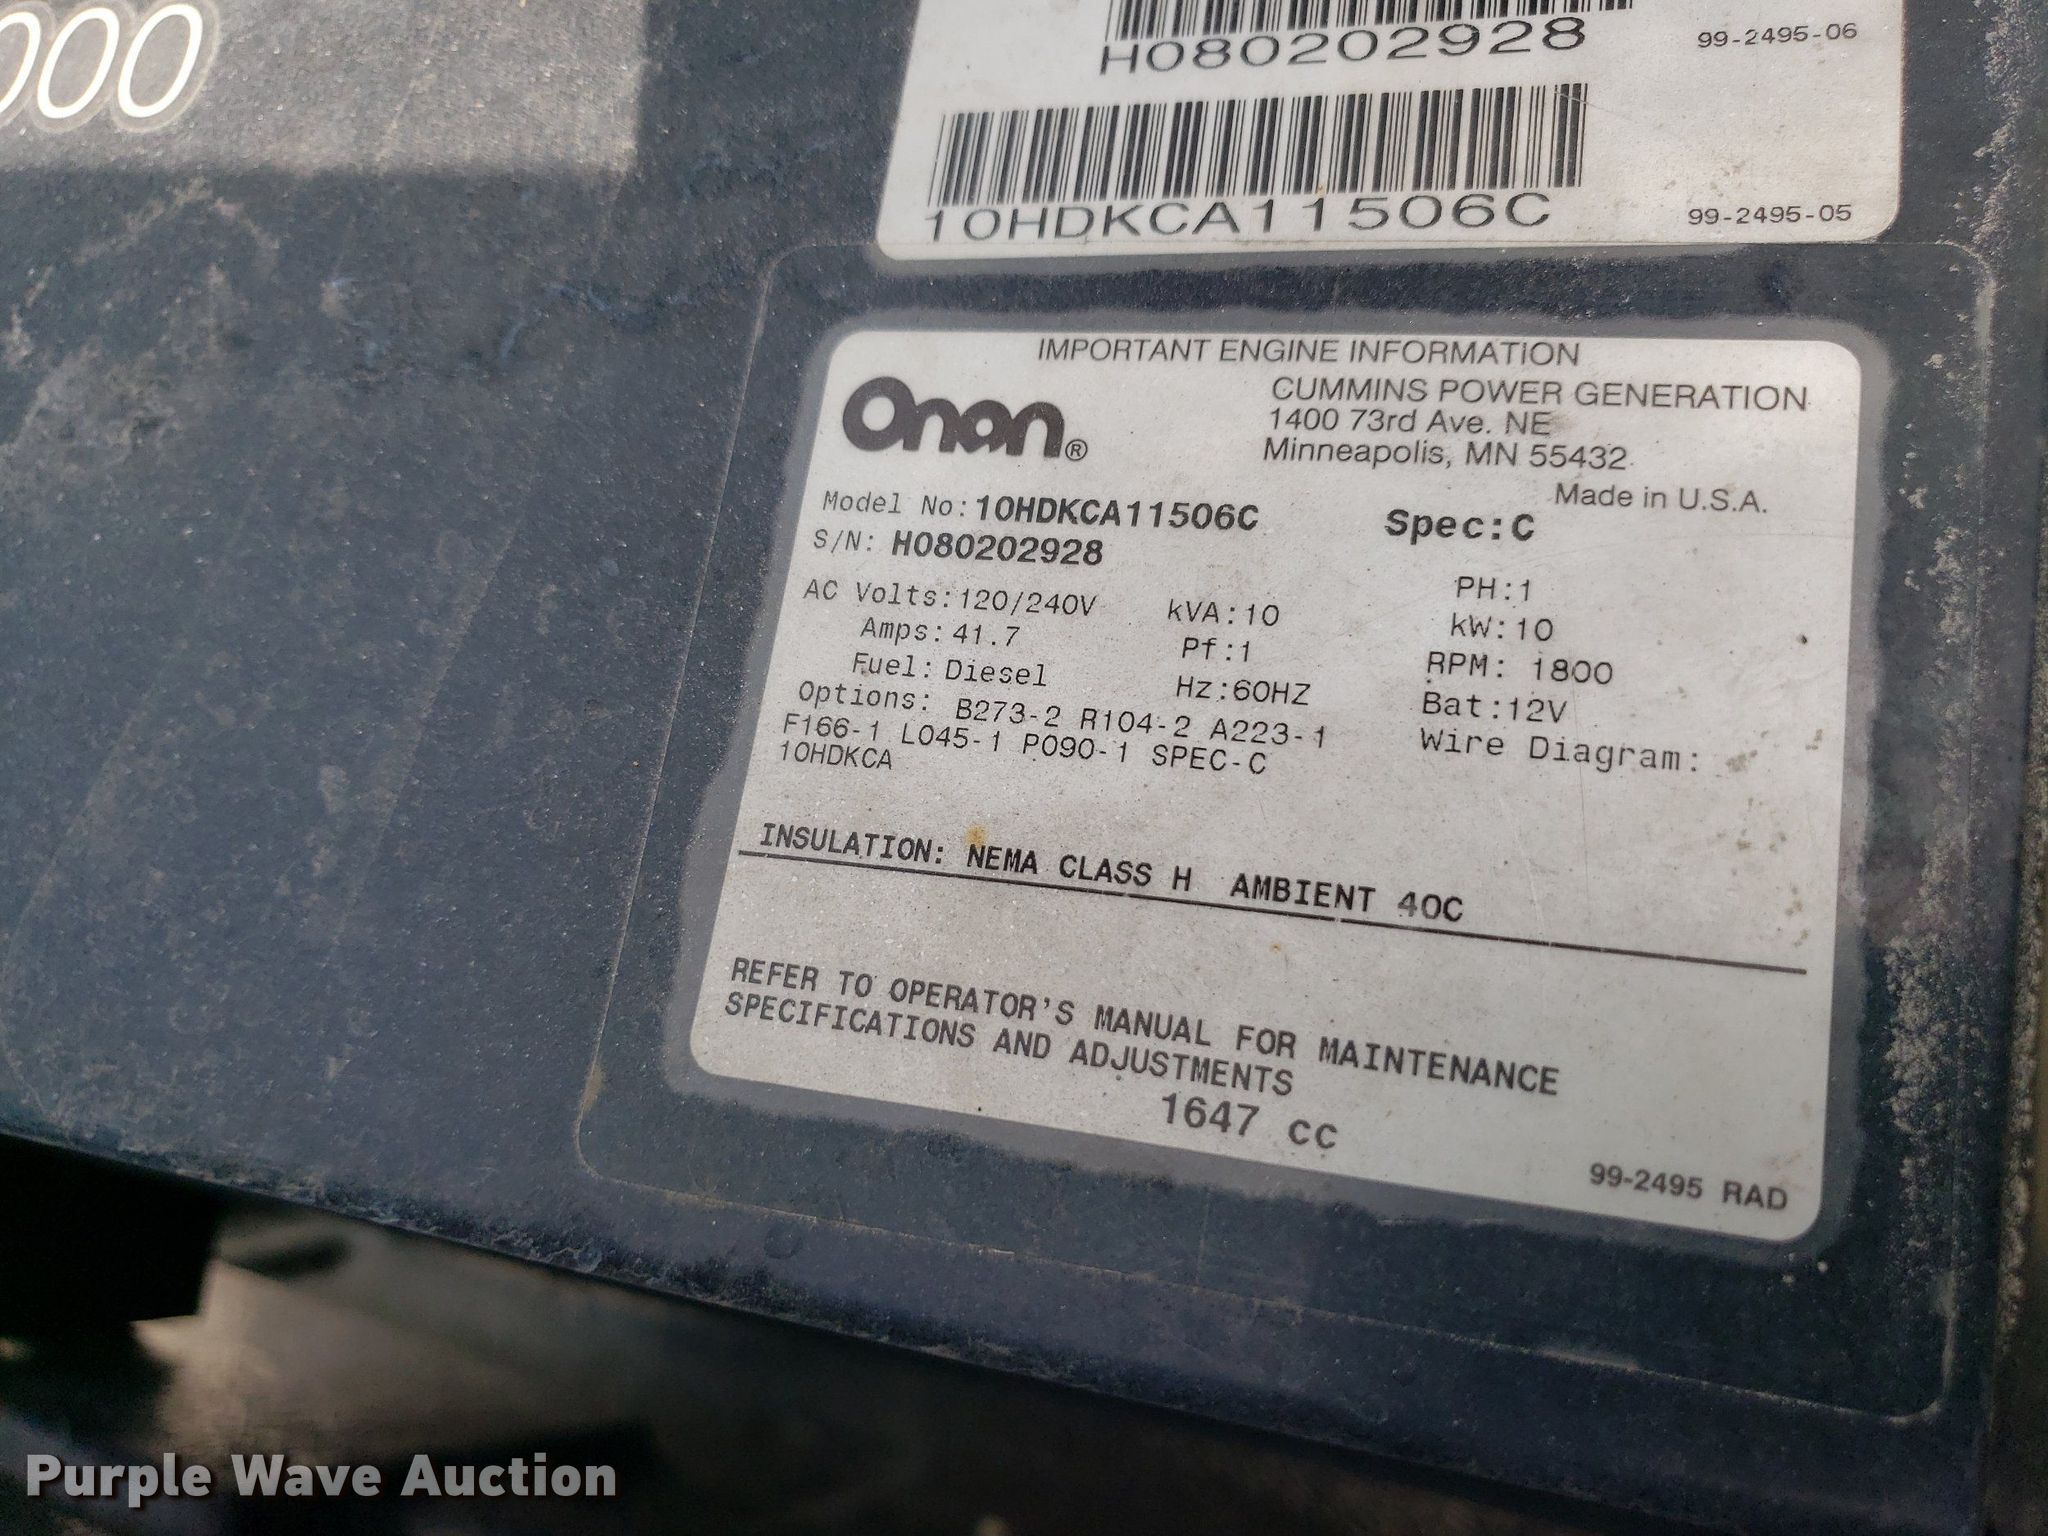 000
H080202928
99-2495-06
10HDKCA11506C
99-2495-05
IMPORTANT ENGINE INFORMATION
Onan®
CUMMINS POWER GENERATION
1400 73rd Ave. NE
Minneapolis, MN 55432
Made in U.S.A.
Model No: 10HDKCA11506C
Spec:C
S/N: H080202928
AC Volts:120/240V kVA:10 PH:1
Amps:41.7 Pf:1 kW:10
Fuel: Diesel Hz:60HZ RPM: 1800
Options: B273-2 R104-2 A223-1 Bat:12V
F166-1 L045-1 P090-1 SPEC-C Wire Diagram:
10HDKCA
INSULATION: NEMA CLASS H AMBIENT 40C
REFER TO OPERATOR'S MANUAL FOR MAINTENANCE
SPECIFICATIONS AND ADJUSTMENTS
1647 CC
99-2495 RAD
Purple Wave Auction